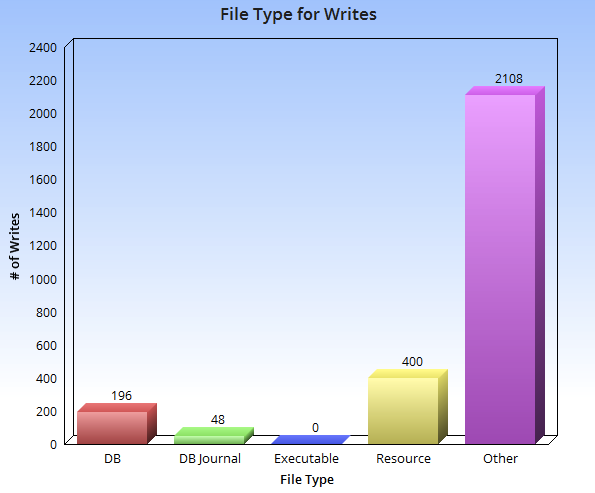 File Type for Writes
2400
2200
2000
1800
1600
1400
1200
1000
800
600
400
200
0
# of Writes
196
48
0
400
2108
DB
DB Journal
Executable
Resource
Other
File Type